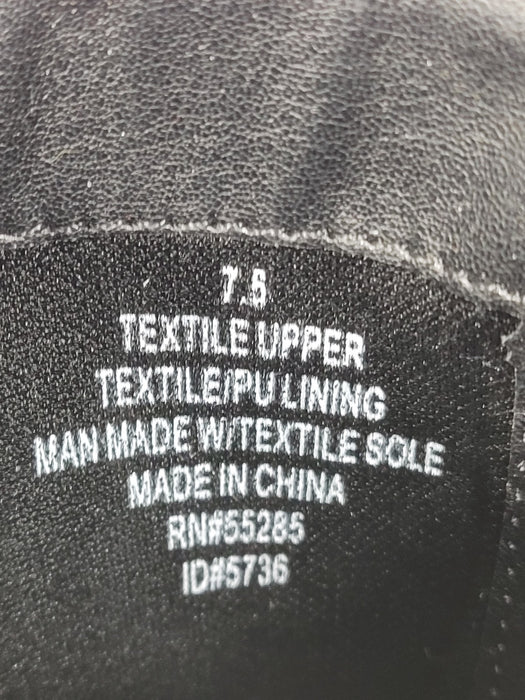 7.5
TEXTILE UPPER
TEXTILE/PU LINING
MAN MADE W/TEXTILE SOLE
MADE IN CHINA
RN#55285
ID#5736